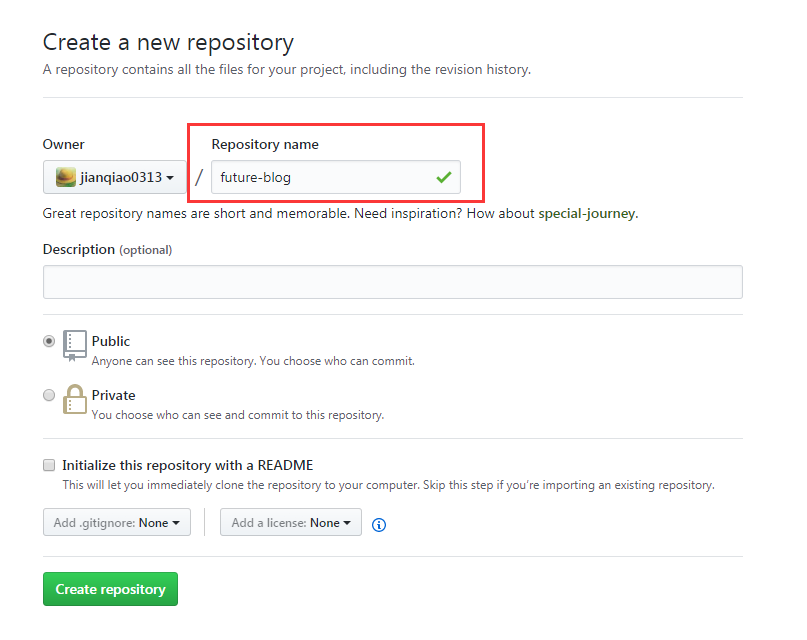 Create a new repository
A repository contains all the files for your project, including the revision history.
Owner
Repository name
jianqiao0313 / future-blog
Great repository names are short and memorable. Need inspiration? How about special-journey.
Description (optional)
Public
Anyone can see this repository. You choose who can commit.
Private
You choose who can see and commit to this repository.
Initialize this repository with a README
This will let you immediately clone the repository to your computer. Skip this step if you’re importing an existing repository.
Add .gitignore: None Add a license: None
Create repository